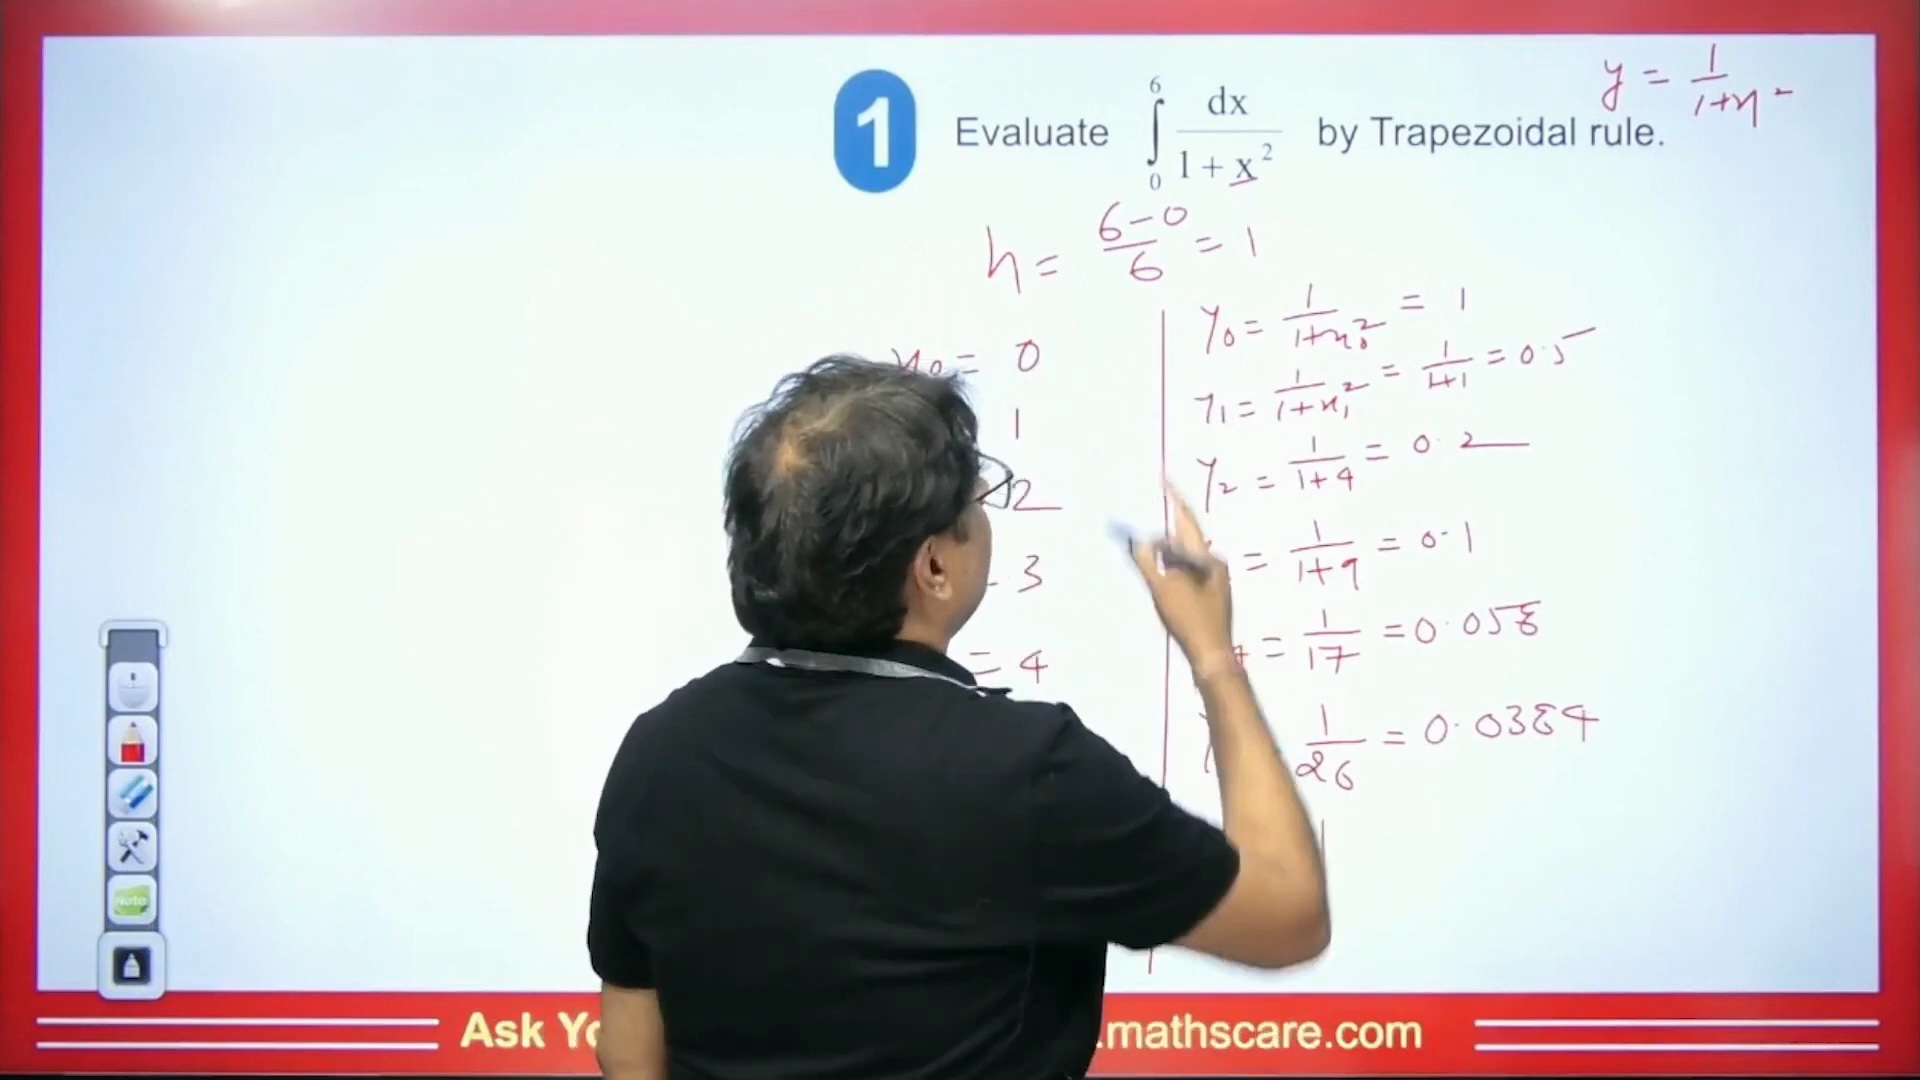 y = 1/(1+x²)
1 Evaluate ∫₀⁶ dx/(1 + x²) by Trapezoidal rule.
h = (6-0)/6 = 1
x₀ = 0
1
2
3
= 4
y₀ = 1/(1+x₀²) = 1
y₁ = 1/(1+x₁²) = 1/(1+1) = 0.5
y₂ = 1/(1+4) = 0.2
= 1/(1+9) = 0.1
= 1/17 = 0.058
1/26 = 0.0384
Note
Ask
.mathscare.com